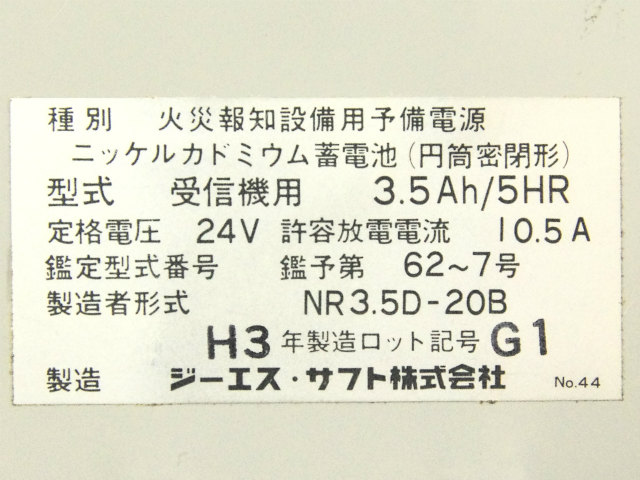 種別 火災報知設備用予備電源
ニッケルカドミウム蓄電池(円筒密閉形)
型式 受信機用 3.5Ah/5HR
定格電圧 24V 許容放電電流 10.5A
鑑定型式番号 鑑予第 62~7号
製造者形式 NR3.5D-20B
H3年製造ロット記号 G1
製造 ジーエス・サフト株式会社 No.44